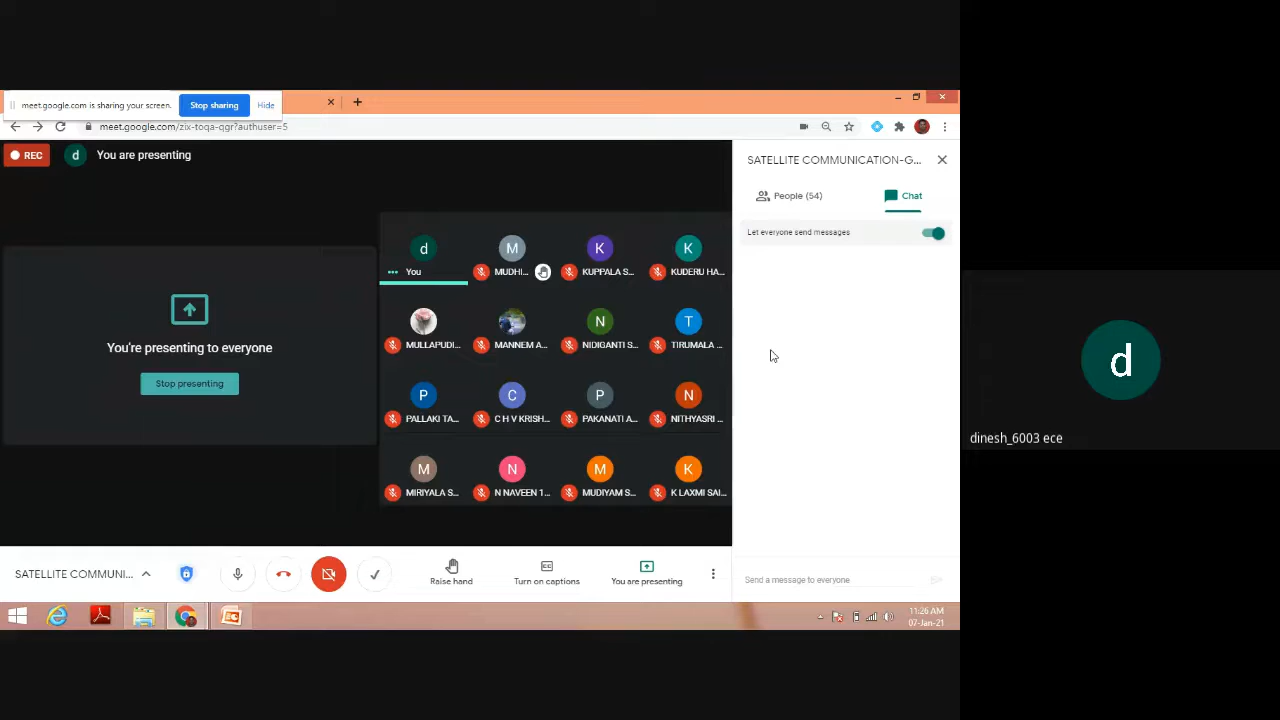 meet.google.com is sharing your screen.
Stop sharing
Hide
meet.google.com/zix-toqa-qgr?authuser=5
REC
d
You are presenting
SATELLITE COMMUNICATION-G...
People (54)
Chat
Let everyone send messages
d
M
K
K
You
MUDHI...
KUPPALA S...
KUDERU HA...
N
T
MULLAPUDI...
MANNEM A...
NIDIGANTI S...
TIRUMALA ...
You're presenting to everyone
Stop presenting
P
C
P
N
PALLAKI TA...
C H V KRISH...
PAKANATI A...
NITHYASRI ...
M
N
M
K
MIRIYALA S...
N NAVEEN 1...
MUDIYAM S...
K LAXMI SAI...
d
dinesh_6003 ece
SATELLITE COMMUNI...
Raise hand
CC
Turn on captions
You are presenting
Send a message to everyone
11:26 AM
07-Jan-21